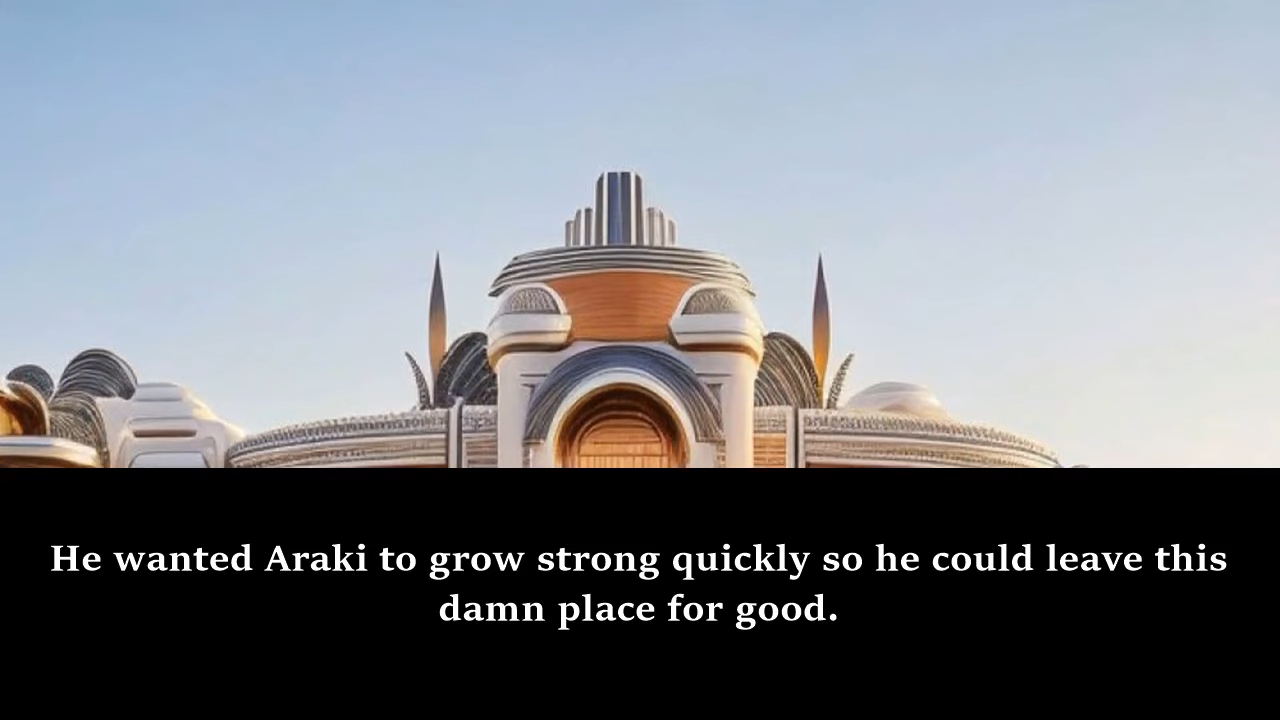 He wanted Araki to grow strong quickly so he could leave this
damn place for good.